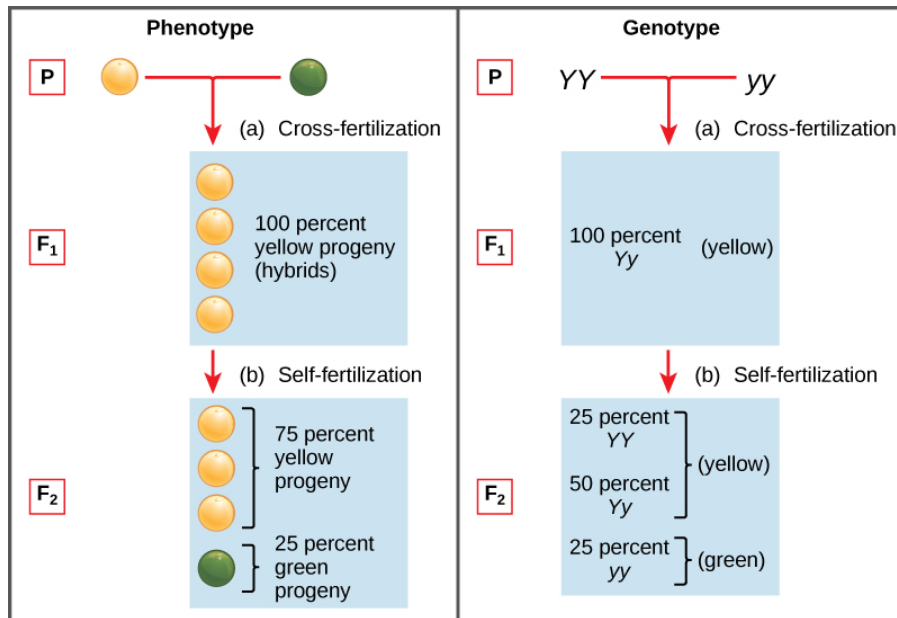 Phenotype
P
(a) Cross-fertilization
F1
100 percent
yellow progeny
(hybrids)
(b) Self-fertilization
F2
75 percent
yellow
progeny
25 percent
green
progeny
Genotype
P
YY
yy
(a) Cross-fertilization
F1
100 percent
Yy
(yellow)
(b) Self-fertilization
F2
25 percent
YY
50 percent
Yy
(yellow)
25 percent
yy
(green)